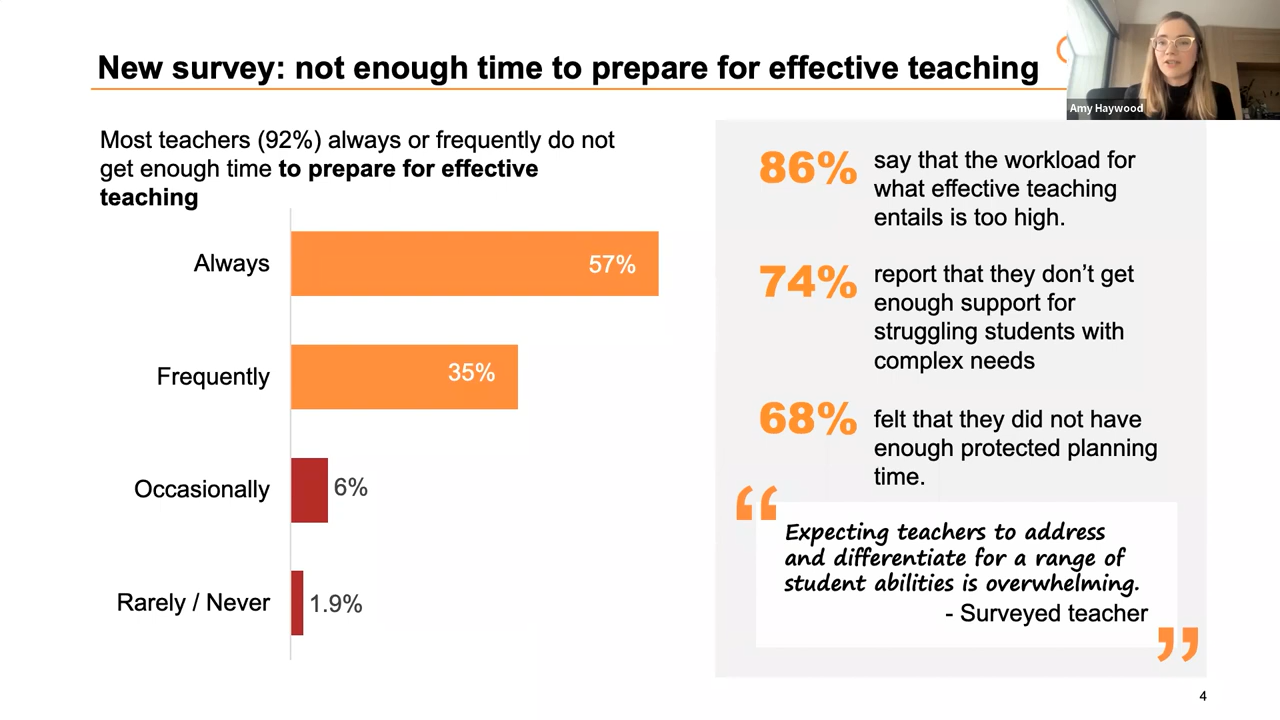 New survey: not enough time to prepare for effective teaching
Amy Haywood
Most teachers (92%) always or frequently do not
get enough time to prepare for effective
teaching
Always
57%
Frequently
35%
Occasionally
6%
Rarely / Never
1.9%
86%
say that the workload for
what effective teaching
entails is too high.
74%
report that they don’t get
enough support for
struggling students with
complex needs
68%
felt that they did not have
enough protected planning
time.
“
Expecting teachers to address
and differentiate for a range of
student abilities is overwhelming.
- Surveyed teacher
”
4